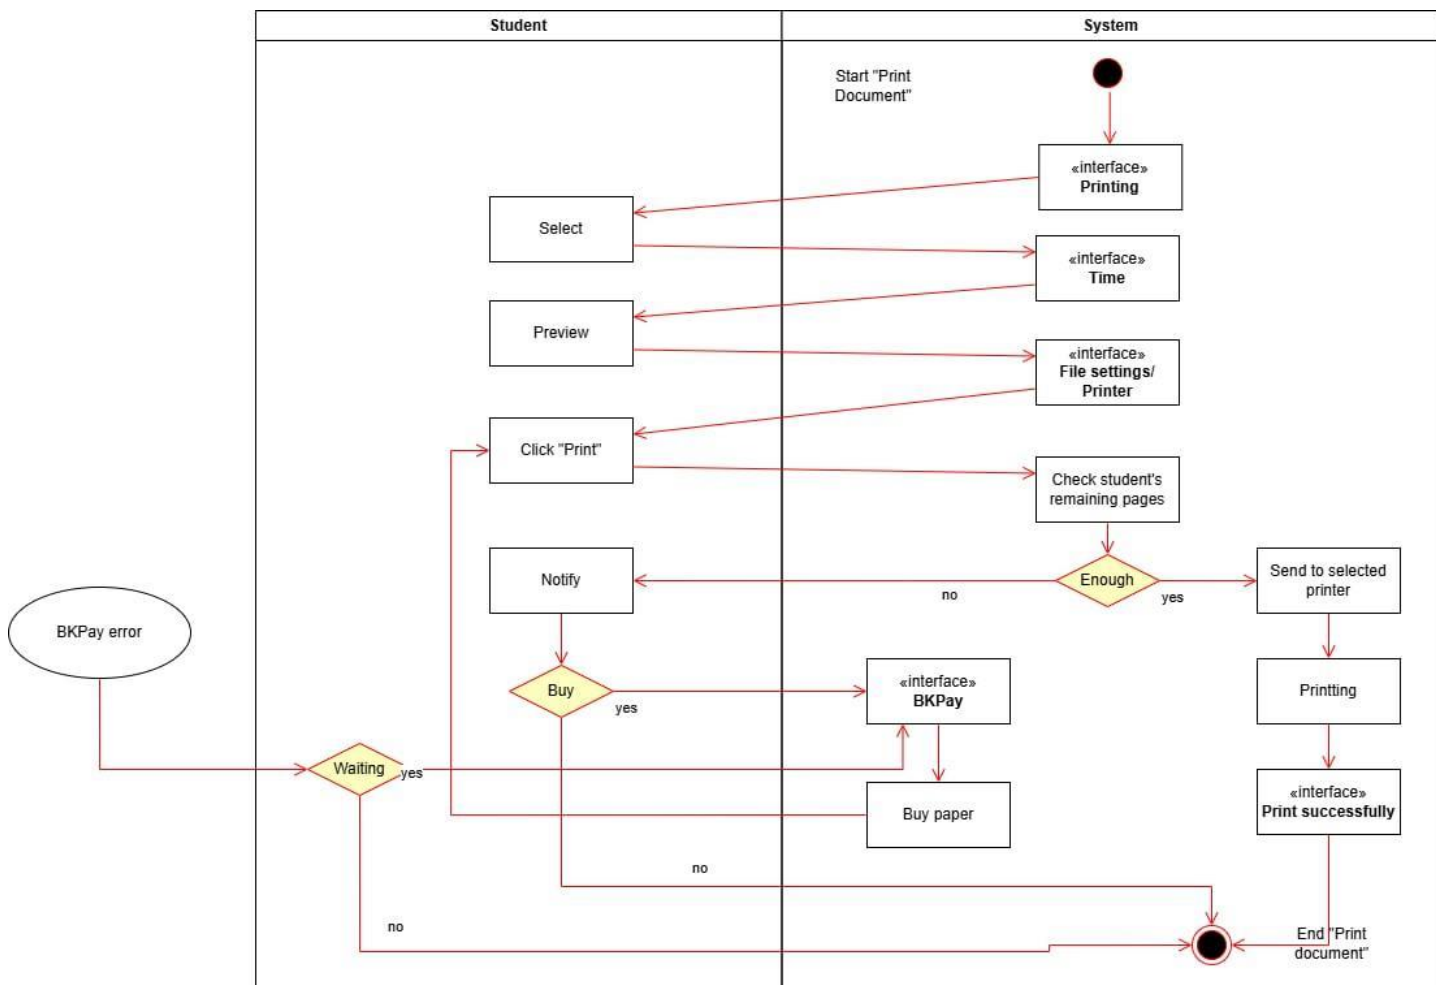 Student
System
Start "Print
Document"
«interface»
Printing
Select
«interface»
Time
Preview
«interface»
File settings/
Printer
Click "Print"
Check student's
remaining pages
Notify
Enough
Send to selected
printer
no
yes
BKPay error
Buy
yes
«interface»
BKPay
Printting
Waiting
yes
Buy paper
«interface»
Print successfully
no
no
End "Print
document"